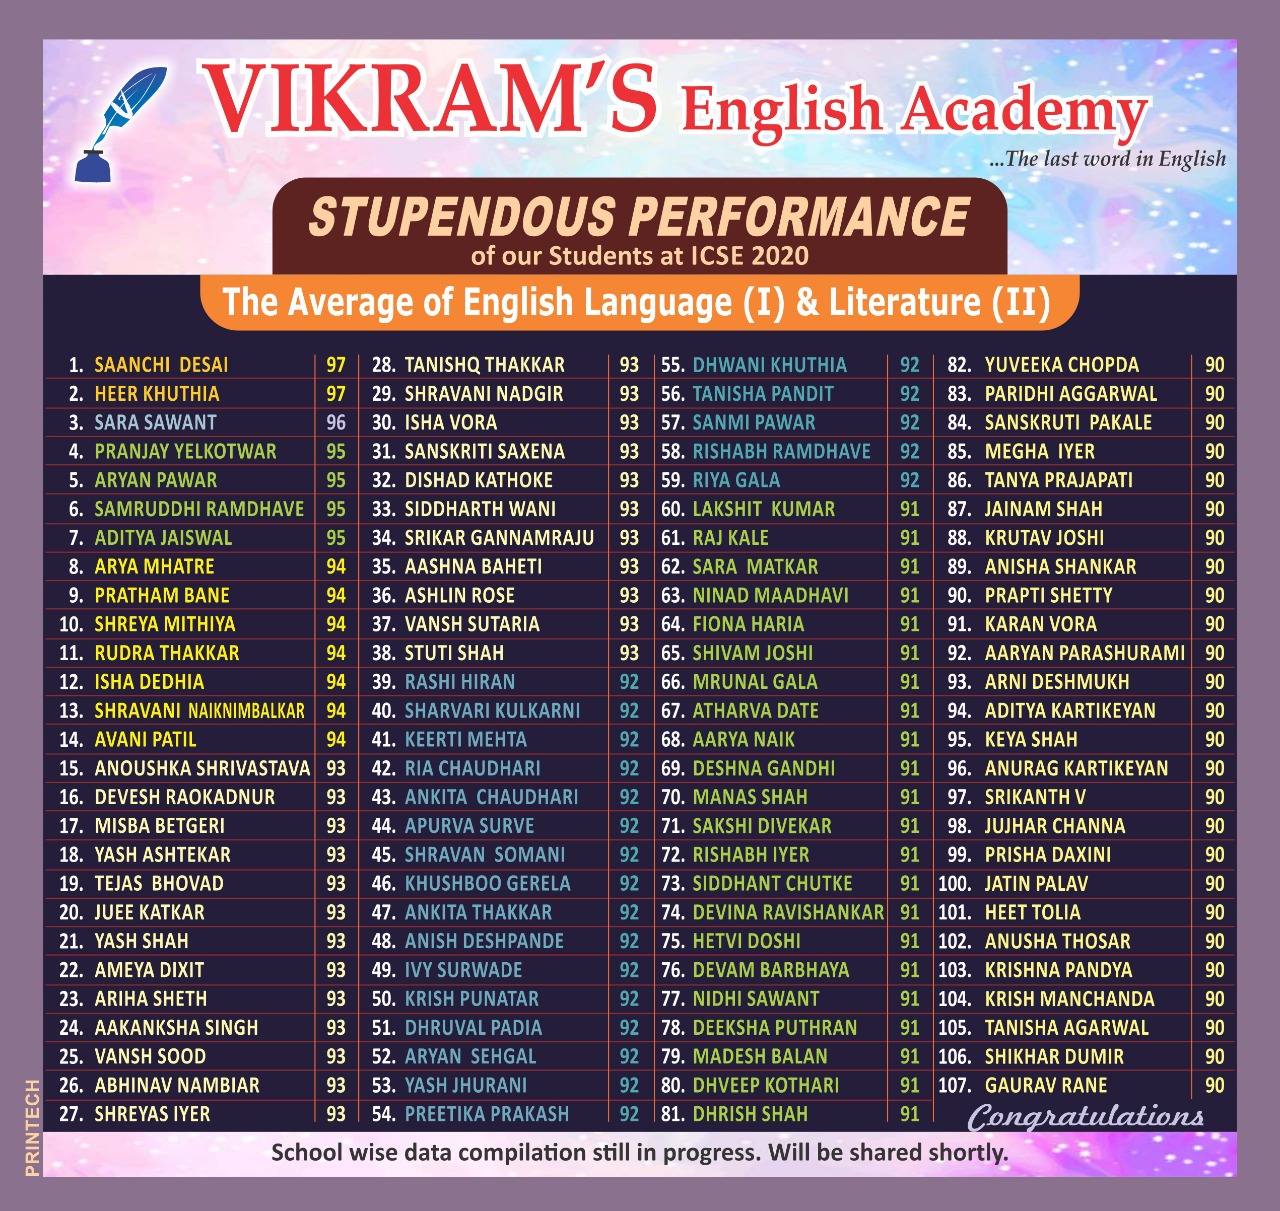 VIKRAM'S English Academy
...The last word in English
STUPENDOUS PERFORMANCE
of our Students at ICSE 2020
The Average of English Language (I) & Literature (II)
1. SAANCHI DESAI 97
2. HEER KHUTHIA 97
3. SARA SAWANT 96
4. PRANJAY YELKOTWAR 95
5. ARYAN PAWAR 95
6. SAMRUDDHI RAMDHAVE 95
7. ADITYA JAISWAL 95
8. ARYA MHATRE 94
9. PRATHAM BANE 94
10. SHREYA MITHIYA 94
11. RUDRA THAKKAR 94
12. ISHA DEDHIA 94
13. SHRAVANI NAIKNIMBALKAR 94
14. AVANI PATIL 94
15. ANOUSHKA SHRIVASTAVA 93
16. DEVESH RAOKADNUR 93
17. MISBA BETGERI 93
18. YASH ASHTEKAR 93
19. TEJAS BHOVAD 93
20. JUEE KATKAR 93
21. YASH SHAH 93
22. AMEYA DIXIT 93
23. ARIHA SHETH 93
24. AAKANKSHA SINGH 93
25. VANSH SOOD 93
26. ABHINAV NAMBIAR 93
27. SHREYAS IYER 93
28. TANISHQ THAKKAR 93
29. SHRAVANI NADGIR 93
30. ISHA VORA 93
31. SANSKRITI SAXENA 93
32. DISHAD KATHOKE 93
33. SIDDHARTH WANI 93
34. SRIKAR GANNAMRAJU 93
35. AASHNA BAHETI 93
36. ASHLIN ROSE 93
37. VANSH SUTARIA 93
38. STUTI SHAH 93
39. RASHI HIRAN 92
40. SHARVARI KULKARNI 92
41. KEERTI MEHTA 92
42. RIA CHAUDHARI 92
43. ANKITA CHAUDHARI 92
44. APURVA SURVE 92
45. SHRAVAN SOMANI 92
46. KHUSHBOO GERELA 92
47. ANKITA THAKKAR 92
48. ANISH DESHPANDE 92
49. IVY SURWADE 92
50. KRISH PUNATAR 92
51. DHRUVAL PADIA 92
52. ARYAN SEHGAL 92
53. YASH JHURANI 92
54. PREETIKA PRAKASH 92
55. DHWANI KHUTHIA 92
56. TANISHA PANDIT 92
57. SANMI PAWAR 92
58. RISHABH RAMDHAVE 92
59. RIYA GALA 92
60. LAKSHIT KUMAR 91
61. RAJ KALE 91
62. SARA MATKAR 91
63. NINAD MAADHAVI 91
64. FIONA HARIA 91
65. SHIVAM JOSHI 91
66. MRUNAL GALA 91
67. ATHARVA DATE 91
68. AARYA NAIK 91
69. DESHNA GANDHI 91
70. MANAS SHAH 91
71. SAKSHI DIVEKAR 91
72. RISHABH IYER 91
73. SIDDHANT CHUTKE 91
74. DEVINA RAVISHANKAR 91
75. HETVI DOSHI 91
76. DEVAM BARBHAYA 91
77. NIDHI SAWANT 91
78. DEEKSHA PUTHRAN 91
79. MADESH BALAN 91
80. DHVEEP KOTHARI 91
81. DHRISH SHAH 91
82. YUVEEKA CHOPDA 90
83. PARIDHI AGGARWAL 90
84. SANSKRUTI PAKALE 90
85. MEGHA IYER 90
86. TANYA PRAJAPATI 90
87. JAINAM SHAH 90
88. KRUTAV JOSHI 90
89. ANISHA SHANKAR 90
90. PRAPTI SHETTY 90
91. KARAN VORA 90
92. AARYAN PARASHURAMI 90
93. ARNI DESHMUKH 90
94. ADITYA KARTIKEYAN 90
95. KEYA SHAH 90
96. ANURAG KARTIKEYAN 90
97. SRIKANTH V 90
98. JUJHAR CHANNA 90
99. PRISHA DAXINI 90
100. JATIN PALAV 90
101. HEET TOLIA 90
102. ANUSHA THOSAR 90
103. KRISHNA PANDYA 90
104. KRISH MANCHANDA 90
105. TANISHA AGARWAL 90
106. SHIKHAR DUMIR 90
107. GAURAV RANE 90
Congratulations
School wise data compilation still in progress. Will be shared shortly.
PRINTECH